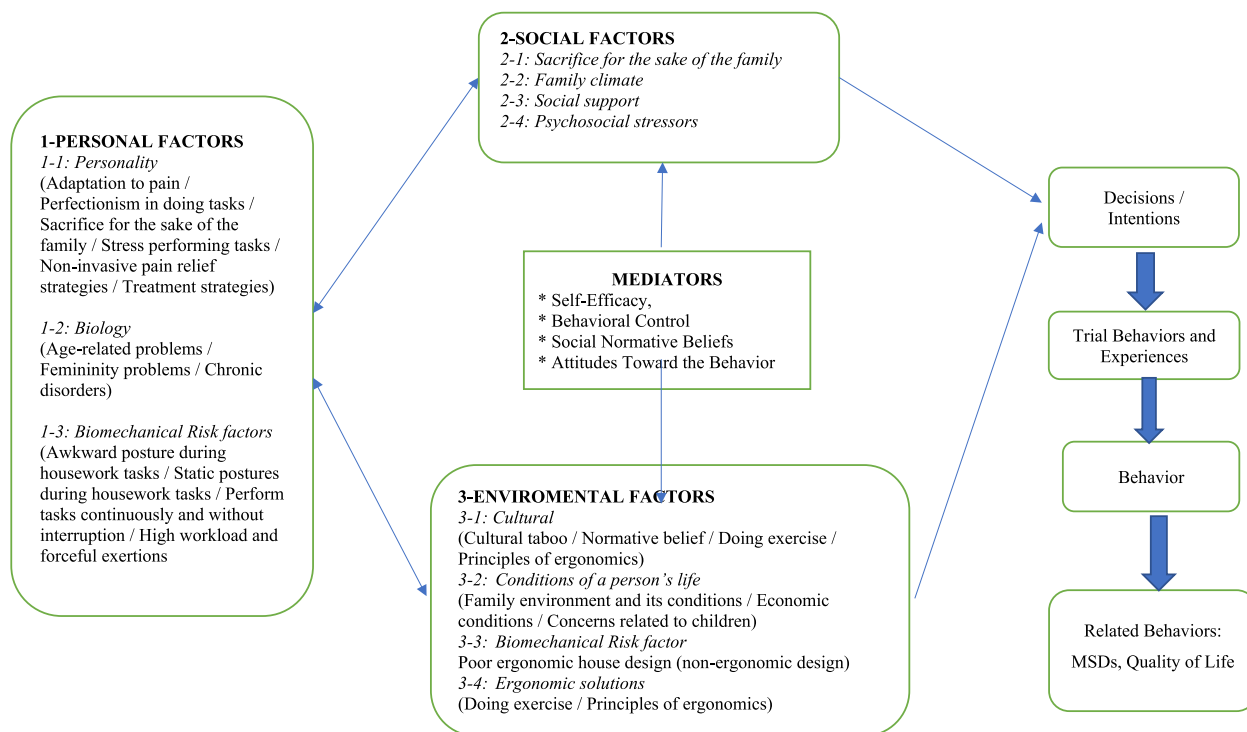 1-PERSONAL FACTORS
1-1: Personality
(Adaptation to pain /
Perfectionism in doing tasks /
Sacrifice for the sake of the
family / Stress performing tasks /
Non-invasive pain relief
strategies / Treatment strategies)
1-2: Biology
(Age-related problems /
Femininity problems / Chronic
disorders)
1-3: Biomechanical Risk factors
(Awkward posture during
housework tasks / Static postures
during housework tasks / Perform
tasks continuously and without
interruption / High workload and
forceful exertions
2-SOCIAL FACTORS
2-1: Sacrifice for the sake of the family
2-2: Family climate
2-3: Social support
2-4: Psychosocial stressors
MEDIATORS
* Self-Efficacy,
* Behavioral Control
* Social Normative Beliefs
* Attitudes Toward the Behavior
3-ENVIROMENTAL FACTORS
3-1: Cultural
(Cultural taboo / Normative belief / Doing exercise /
Principles of ergonomics)
3-2: Conditions of a person's life
(Family environment and its conditions / Economic
conditions / Concerns related to children)
3-3: Biomechanical Risk factor
Poor ergonomic house design (non-ergonomic design)
3-4: Ergonomic solutions
(Doing exercise / Principles of ergonomics)
Decisions /
Intentions
Trial Behaviors and
Experiences
Behavior
Related Behaviors:
MSDs, Quality of Life